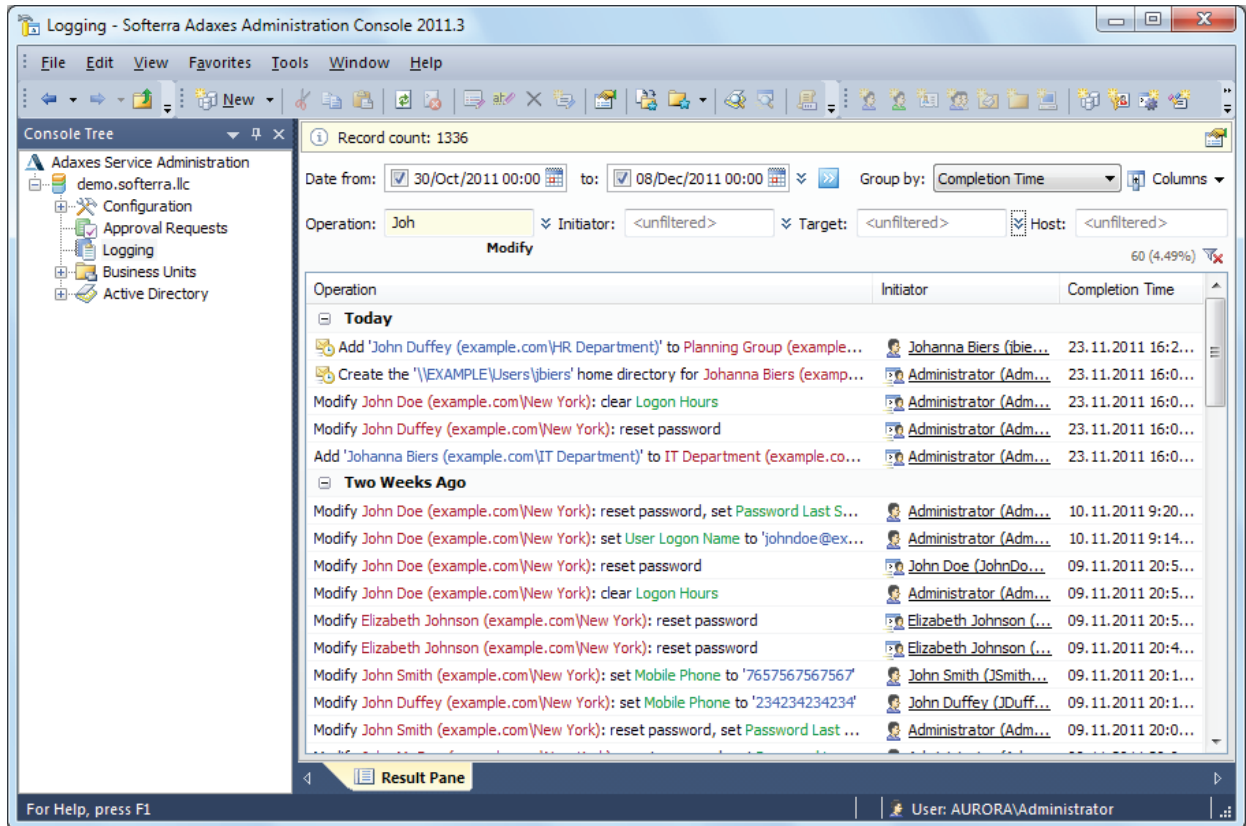 Logging - Softerra Adaxes Administration Console 2011.3
File Edit View Favorites Tools Window Help
New
Console Tree
Adaxes Service Administration
demo.softerra.llc
Configuration
Approval Requests
Logging
Business Units
Active Directory
Record count: 1336
Date from: 30/Oct/2011 00:00 to: 08/Dec/2011 00:00 Group by: Completion Time Columns
Operation: Joh Initiator: <unfiltered> Target: <unfiltered> Host: <unfiltered>
Modify
60 (4.49%)
Operation Initiator Completion Time
Today
Add 'John Duffey (example.com\HR Department)' to Planning Group (example... Johanna Biers (jbie... 23.11.2011 16:2...
Create the '\\EXAMPLE\Users\jbiers' home directory for Johanna Biers (examp... Administrator (Adm... 23.11.2011 16:0...
Modify John Doe (example.com\New York): clear Logon Hours Administrator (Adm... 23.11.2011 16:0...
Modify John Duffey (example.com\New York): reset password Administrator (Adm... 23.11.2011 16:0...
Add 'Johanna Biers (example.com\IT Department)' to IT Department (example.co... Administrator (Adm... 23.11.2011 16:0...
Two Weeks Ago
Modify John Doe (example.com\New York): reset password, set Password Last S... Administrator (Adm... 10.11.2011 9:20...
Modify John Doe (example.com\New York): set User Logon Name to 'johndoe@ex... Administrator (Adm... 10.11.2011 9:14...
Modify John Doe (example.com\New York): reset password John Doe (JohnDo... 09.11.2011 20:5...
Modify John Doe (example.com\New York): clear Logon Hours Administrator (Adm... 09.11.2011 20:5...
Modify Elizabeth Johnson (example.com\New York): reset password Elizabeth Johnson (... 09.11.2011 20:5...
Modify Elizabeth Johnson (example.com\New York): reset password Elizabeth Johnson (... 09.11.2011 20:4...
Modify John Smith (example.com\New York): set Mobile Phone to '7657567567567' John Smith (JSmith... 09.11.2011 20:1...
Modify John Duffey (example.com\New York): set Mobile Phone to '234234234234' John Duffey (JDuff... 09.11.2011 20:1...
Modify John Smith (example.com\New York): reset password, set Password Last ... Administrator (Adm... 09.11.2011 20:0...
Result Pane
For Help, press F1 User: AURORA\Administrator